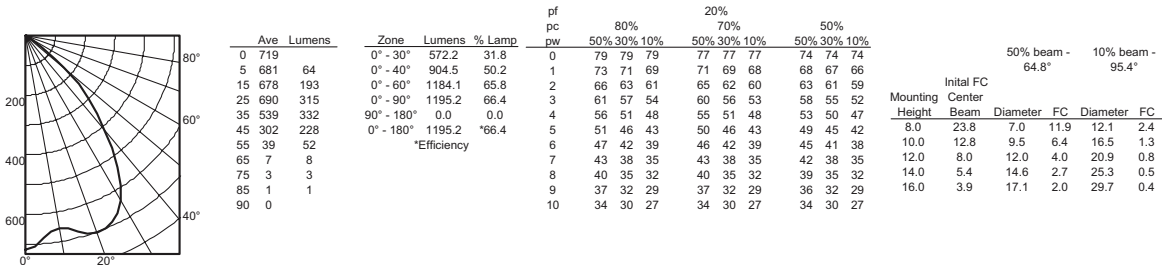 200
400
600
0°
20°
40°
60°
80°
Ave Lumens
0 719
5 681 64
15 678 193
25 690 315
35 539 332
45 302 228
55 39 52
65 7 8
75 3 3
85 1 1
90 0
Zone Lumens % Lamp
0° - 30° 572.2 31.8
0° - 40° 904.5 50.2
0° - 60° 1184.1 65.8
0° - 90° 1195.2 66.4
90° - 180° 0.0 0.0
0° - 180° 1195.2 *66.4
*Efficiency
pf 20%
pc 80% 70% 50%
pw 50% 30% 10% 50% 30% 10% 50% 30% 10%
0 79 79 79 77 77 77 74 74 74
1 73 71 69 71 69 68 68 67 66
2 66 63 61 65 62 60 63 61 59
3 61 57 54 60 56 53 58 55 52
4 56 51 48 55 51 48 53 50 47
5 51 46 43 50 46 43 49 45 42
6 47 42 39 46 42 39 45 41 38
7 43 38 35 43 38 35 42 38 35
8 40 35 32 40 35 32 39 35 32
9 37 32 29 37 32 29 36 32 29
10 34 30 27 34 30 27 34 30 27
50% beam - 10% beam -
64.8° 95.4°
Inital FC
Mounting Center
Height Beam Diameter FC Diameter FC
8.0 23.8 7.0 11.9 12.1 2.4
10.0 12.8 9.5 6.4 16.5 1.3
12.0 8.0 12.0 4.0 20.9 0.8
14.0 5.4 14.6 2.7 25.3 0.5
16.0 3.9 17.1 2.0 29.7 0.4